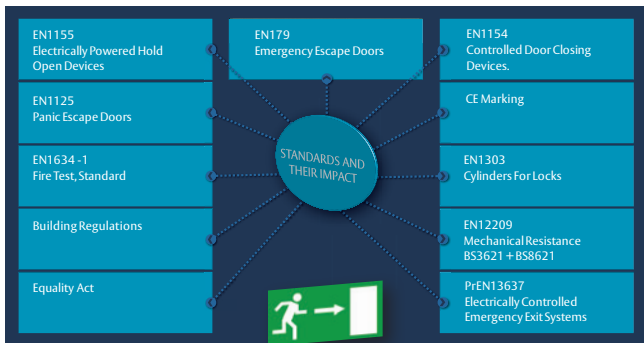 EN1155
Electrically Powered Hold
Open Devices
EN179
Emergency Escape Doors
EN1154
Controlled Door Closing
Devices.
EN1125
Panic Escape Doors
CE Marking
STANDARDS AND
THEIR IMPACT
EN1634 -1
Fire Test, Standard
EN1303
Cylinders For Locks
Building Regulations
EN12209
Mechanical Resistance
BS3621 + BS8621
Equality Act
PrEN13637
Electrically Controlled
Emergency Exit Systems